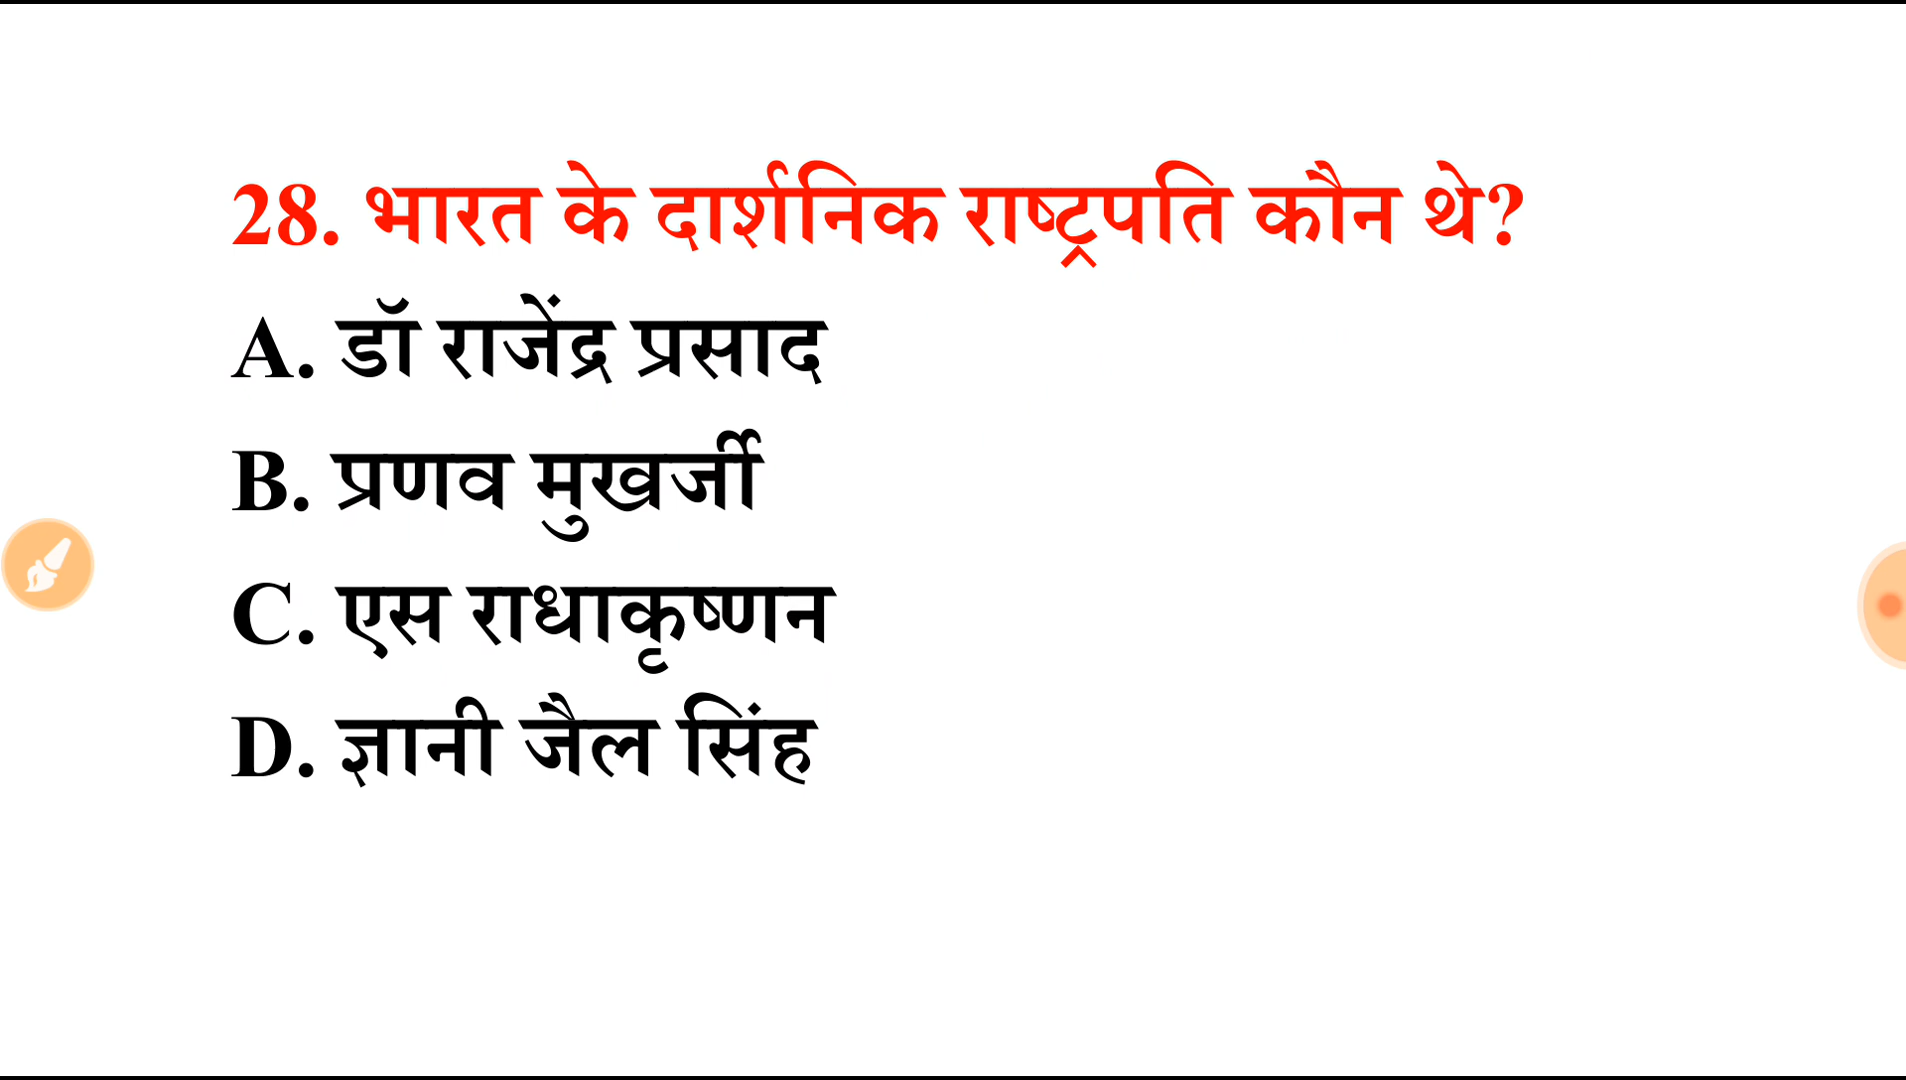 28. भारत के दार्शनिक राष्ट्रपति कौन थे?
A. डॉ राजेंद्र प्रसाद
B. प्रणव मुखर्जी
C. एस राधाकृष्णन
D. ज्ञानी जैल सिंह